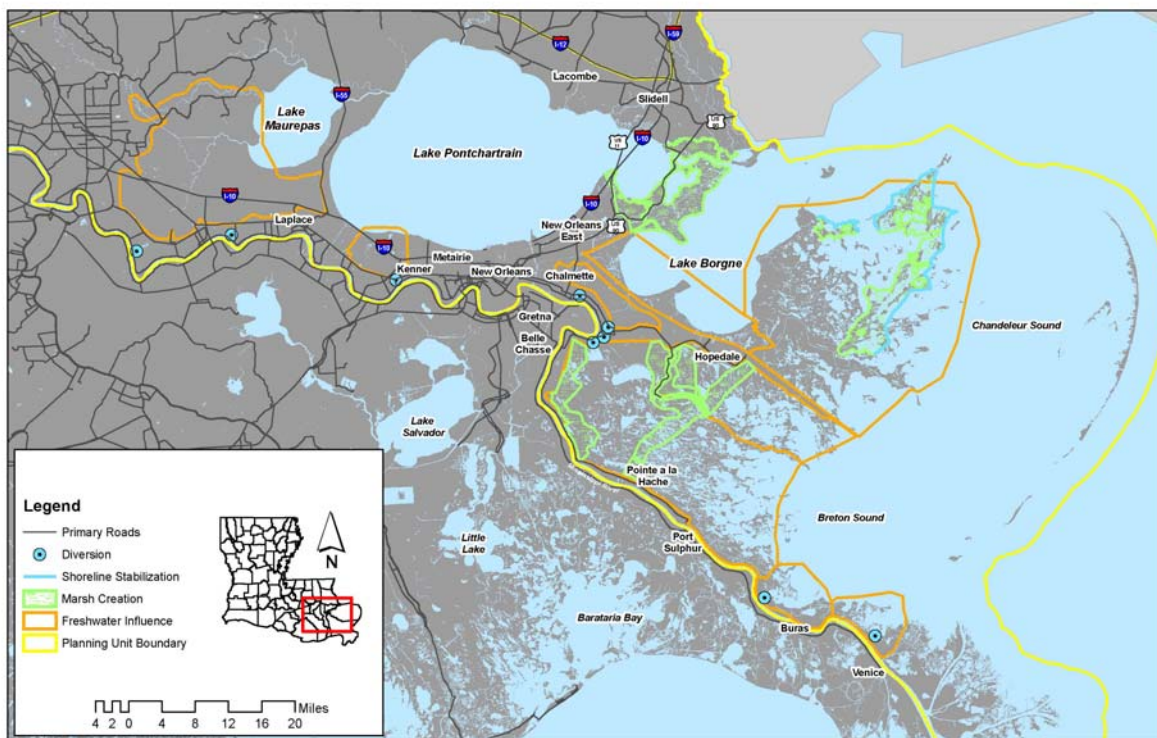 I-59
I-12
Lacombe
I-55
Slidell
Lake
Maurepas
US
90
US
11
I-10
Lake Pontchartrain
I-10
I-10
Laplace
New Orleans
East
US
90
I-10
Metairie
Lake Borgne
Kenner
New Orleans
Chalmette
Gretna
Chandeleur Sound
Belle
Chasse
Hopedale
Lake
Salvador
Pointe a la
Hache
Breton Sound
Port
Sulphur
Little
Lake
Barataria Bay
Buras
Venice
Legend
Primary Roads
Diversion
Shoreline Stabilization
Marsh Creation
Freshwater Influence
Planning Unit Boundary
N
4 2 0 4 8 12 16 20 Miles